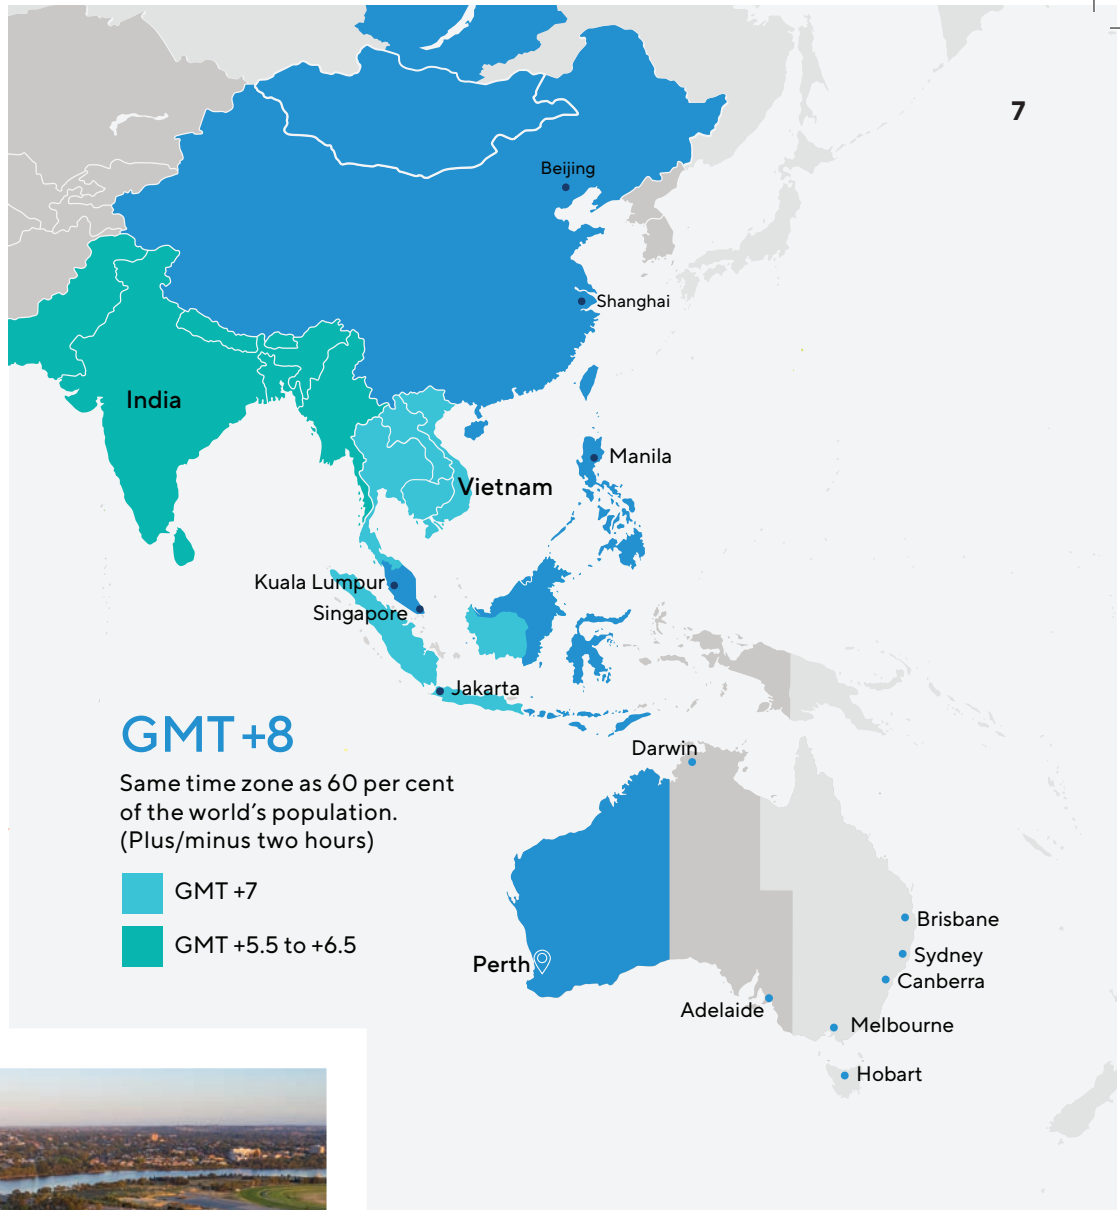 7
Beijing
Shanghai
India
Manila
Vietnam
Kuala Lumpur
Singapore
Jakarta
GMT +8
Same time zone as 60 per cent
of the world's population.
(Plus/minus two hours)
GMT +7
GMT +5.5 to +6.5
Darwin
Brisbane
Sydney
Perth
Canberra
Adelaide
Melbourne
Hobart